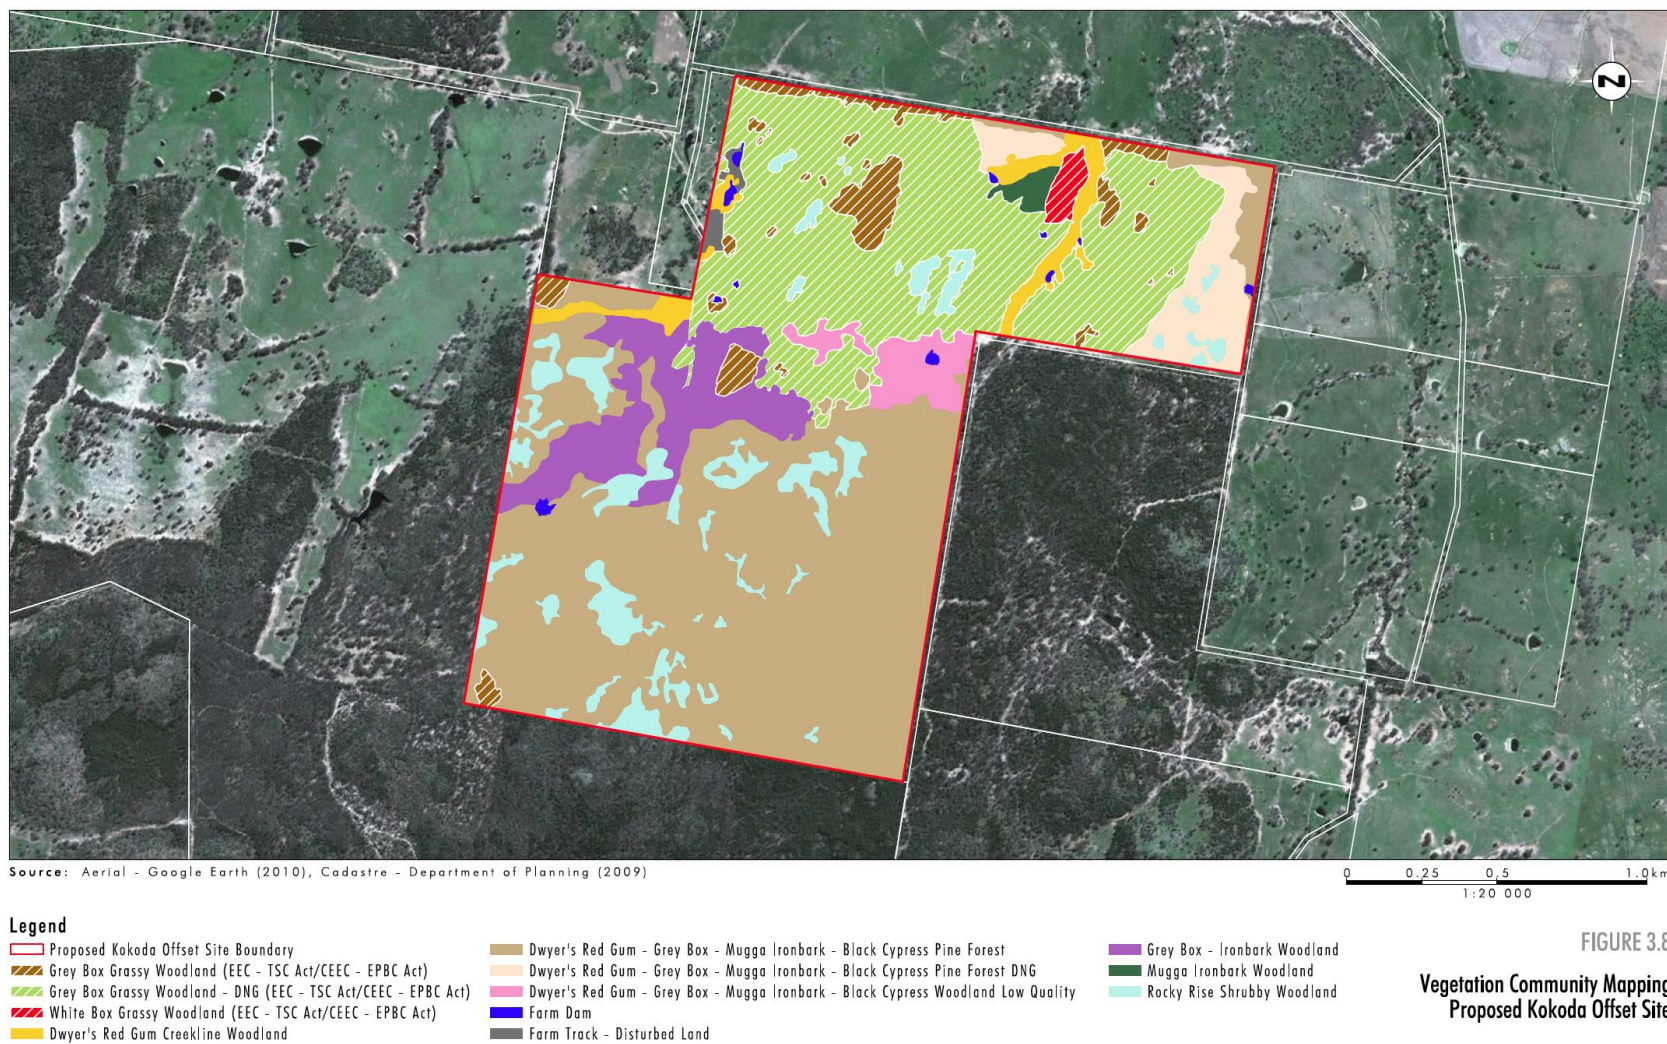 N
Source: Aerial - Google Earth (2010), Cadastre - Department of Planning (2009)
0 0.25 0.5 1.0km
1:20 000
Legend
Proposed Kokoda Offset Site Boundary
Grey Box Grassy Woodland (EEC - TSC Act/CEEC - EPBC Act)
Grey Box Grassy Woodland - DNG (EEC - TSC Act/CEEC - EPBC Act)
White Box Grassy Woodland (EEC - TSC Act/CEEC - EPBC Act)
Dwyer's Red Gum Creekline Woodland
Dwyer's Red Gum - Grey Box - Mugga Ironbark - Black Cypress Pine Forest
Dwyer's Red Gum - Grey Box - Mugga Ironbark - Black Cypress Pine Forest DNG
Dwyer's Red Gum - Grey Box - Mugga Ironbark - Black Cypress Woodland Low Quality
Farm Dam
Farm Track - Disturbed Land
Grey Box - Ironbark Woodland
Mugga Ironbark Woodland
Rocky Rise Shrubby Woodland
FIGURE 3.8
Vegetation Community Mapping
Proposed Kokoda Offset Site